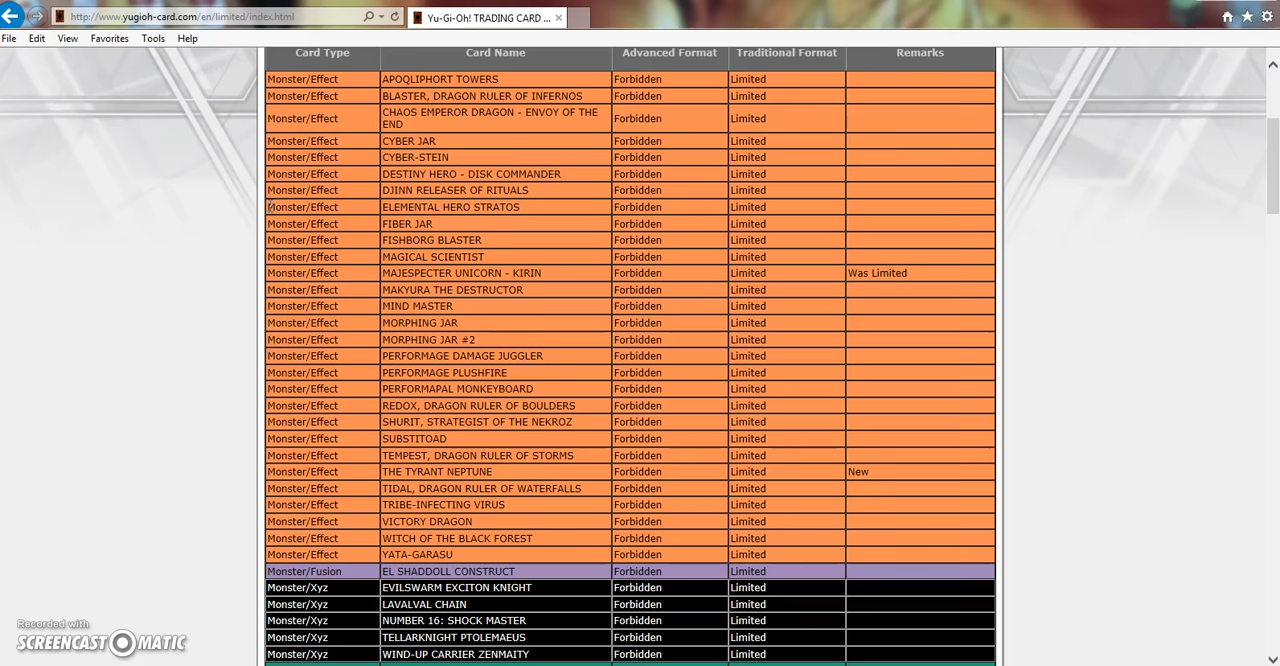 http://www.yugioh-card.com/en/limited/index.html
Yu-Gi-Oh! TRADING CARD ...
File Edit View Favorites Tools Help
Card Type Card Name Advanced Format Traditional Format Remarks
Monster/Effect APOQLIPHORT TOWERS Forbidden Limited
Monster/Effect BLASTER, DRAGON RULER OF INFERNOS Forbidden Limited
Monster/Effect CHAOS EMPEROR DRAGON - ENVOY OF THE END Forbidden Limited
Monster/Effect CYBER JAR Forbidden Limited
Monster/Effect CYBER-STEIN Forbidden Limited
Monster/Effect DESTINY HERO - DISK COMMANDER Forbidden Limited
Monster/Effect DJINN RELEASER OF RITUALS Forbidden Limited
Monster/Effect ELEMENTAL HERO STRATOS Forbidden Limited
Monster/Effect FIBER JAR Forbidden Limited
Monster/Effect FISHBORG BLASTER Forbidden Limited
Monster/Effect MAGICAL SCIENTIST Forbidden Limited
Monster/Effect MAJESPECTER UNICORN - KIRIN Forbidden Limited Was Limited
Monster/Effect MAKYURA THE DESTRUCTOR Forbidden Limited
Monster/Effect MIND MASTER Forbidden Limited
Monster/Effect MORPHING JAR Forbidden Limited
Monster/Effect MORPHING JAR #2 Forbidden Limited
Monster/Effect PERFORMAGE DAMAGE JUGGLER Forbidden Limited
Monster/Effect PERFORMAGE PLUSHFIRE Forbidden Limited
Monster/Effect PERFORMAPAL MONKEYBOARD Forbidden Limited
Monster/Effect REDOX, DRAGON RULER OF BOULDERS Forbidden Limited
Monster/Effect SHURIT, STRATEGIST OF THE NEKROZ Forbidden Limited
Monster/Effect SUBSTITOAD Forbidden Limited
Monster/Effect TEMPEST, DRAGON RULER OF STORMS Forbidden Limited
Monster/Effect THE TYRANT NEPTUNE Forbidden Limited New
Monster/Effect TIDAL, DRAGON RULER OF WATERFALLS Forbidden Limited
Monster/Effect TRIBE-INFECTING VIRUS Forbidden Limited
Monster/Effect VICTORY DRAGON Forbidden Limited
Monster/Effect WITCH OF THE BLACK FOREST Forbidden Limited
Monster/Effect YATA-GARASU Forbidden Limited
Monster/Fusion EL SHADDOLL CONSTRUCT Forbidden Limited
Monster/Xyz EVILSWARM EXCITON KNIGHT Forbidden Limited
Monster/Xyz LAVALVAL CHAIN Forbidden Limited
Monster/Xyz NUMBER 16: SHOCK MASTER Forbidden Limited
Monster/Xyz TELLARKNIGHT PTOLEMAEUS Forbidden Limited
Monster/Xyz WIND-UP CARRIER ZENMAITY Forbidden Limited
Recorded with
SCREENCAST-O-MATIC